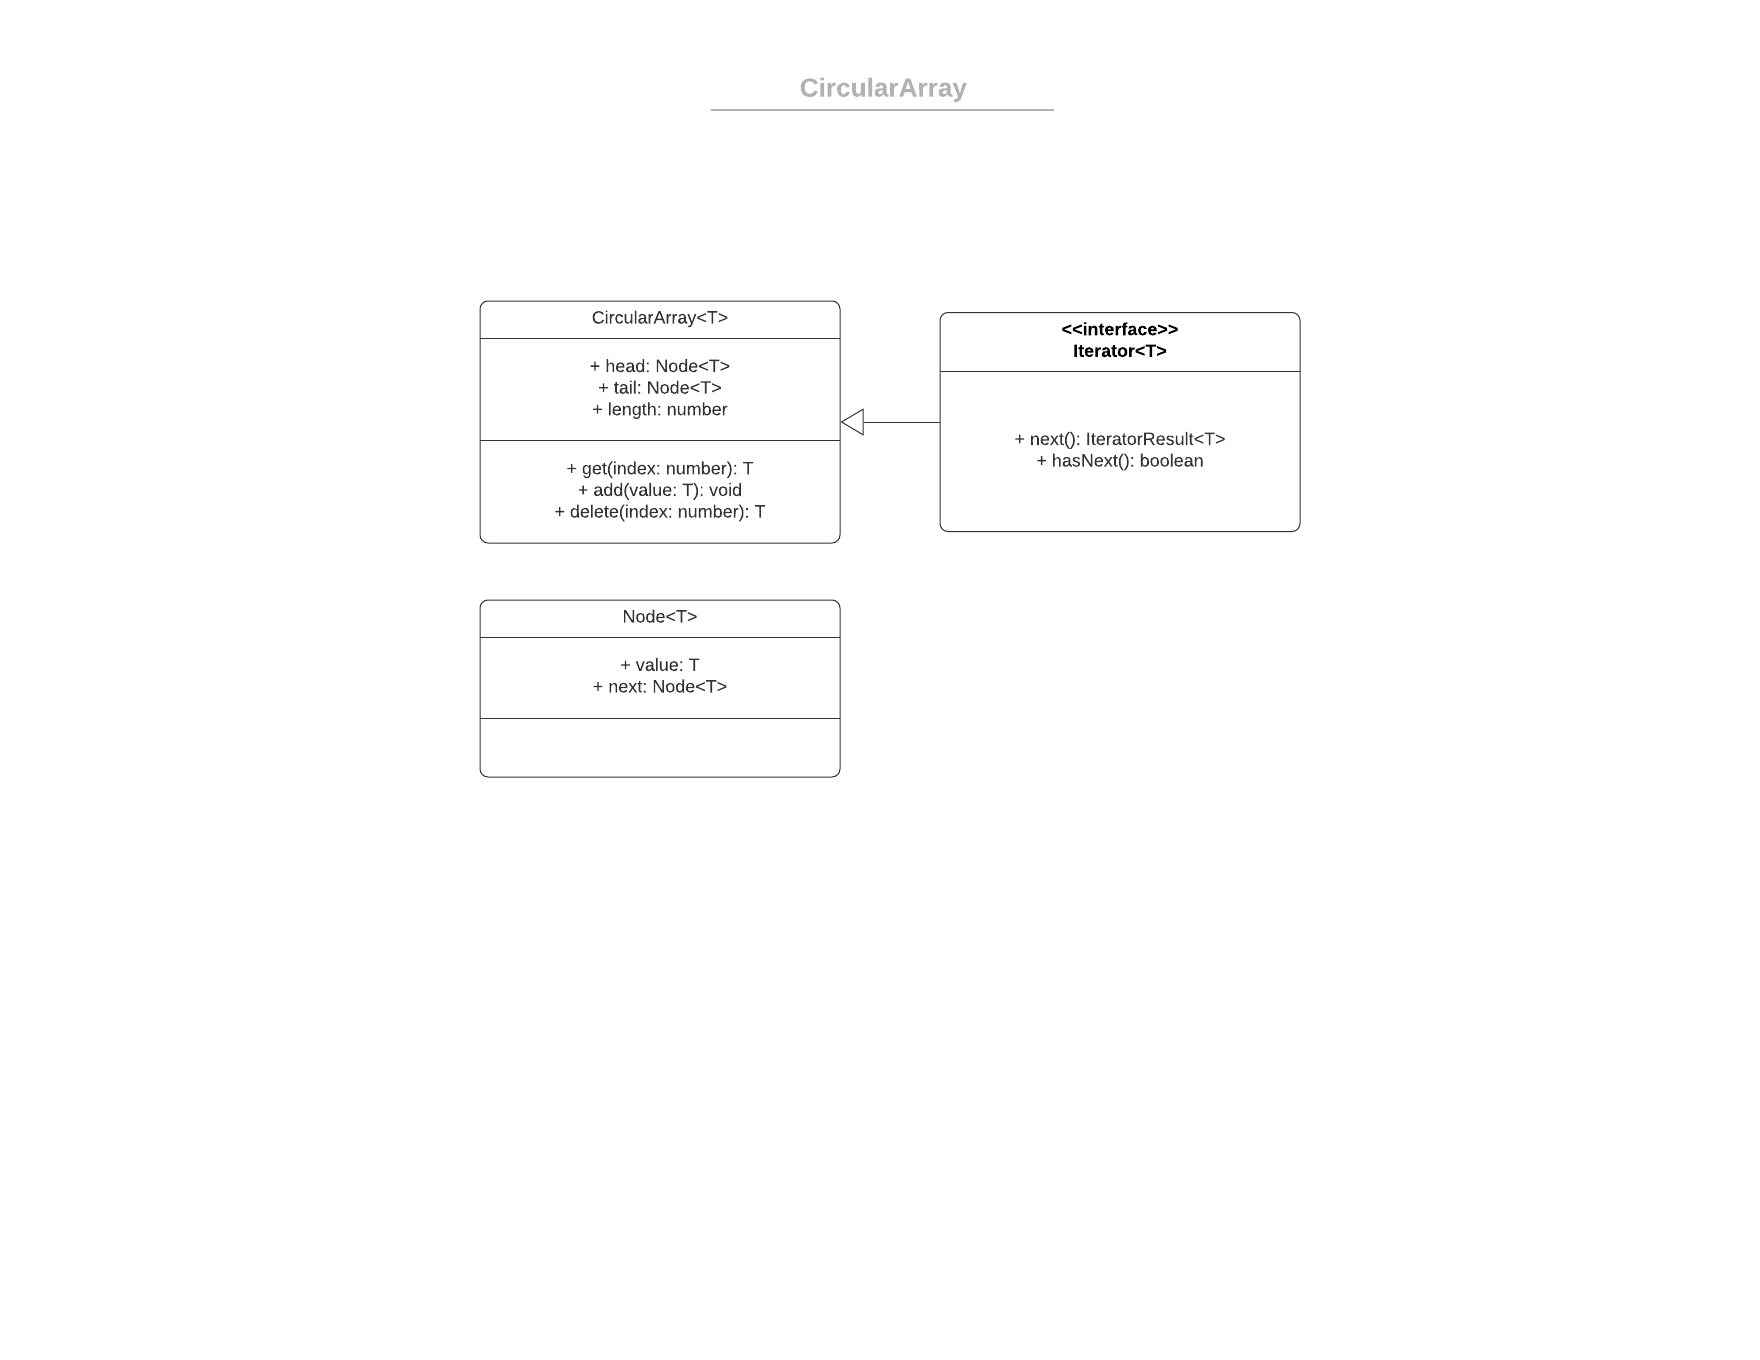 CircularArray
CircularArray<T>
+ head: Node<T>
+ tail: Node<T>
+ length: number
+ get(index: number): T
+ add(value: T): void
+ delete(index: number): T
<<interface>>
Iterator<T>
+ next(): IteratorResult<T>
+ hasNext(): boolean
Node<T>
+ value: T
+ next: Node<T>